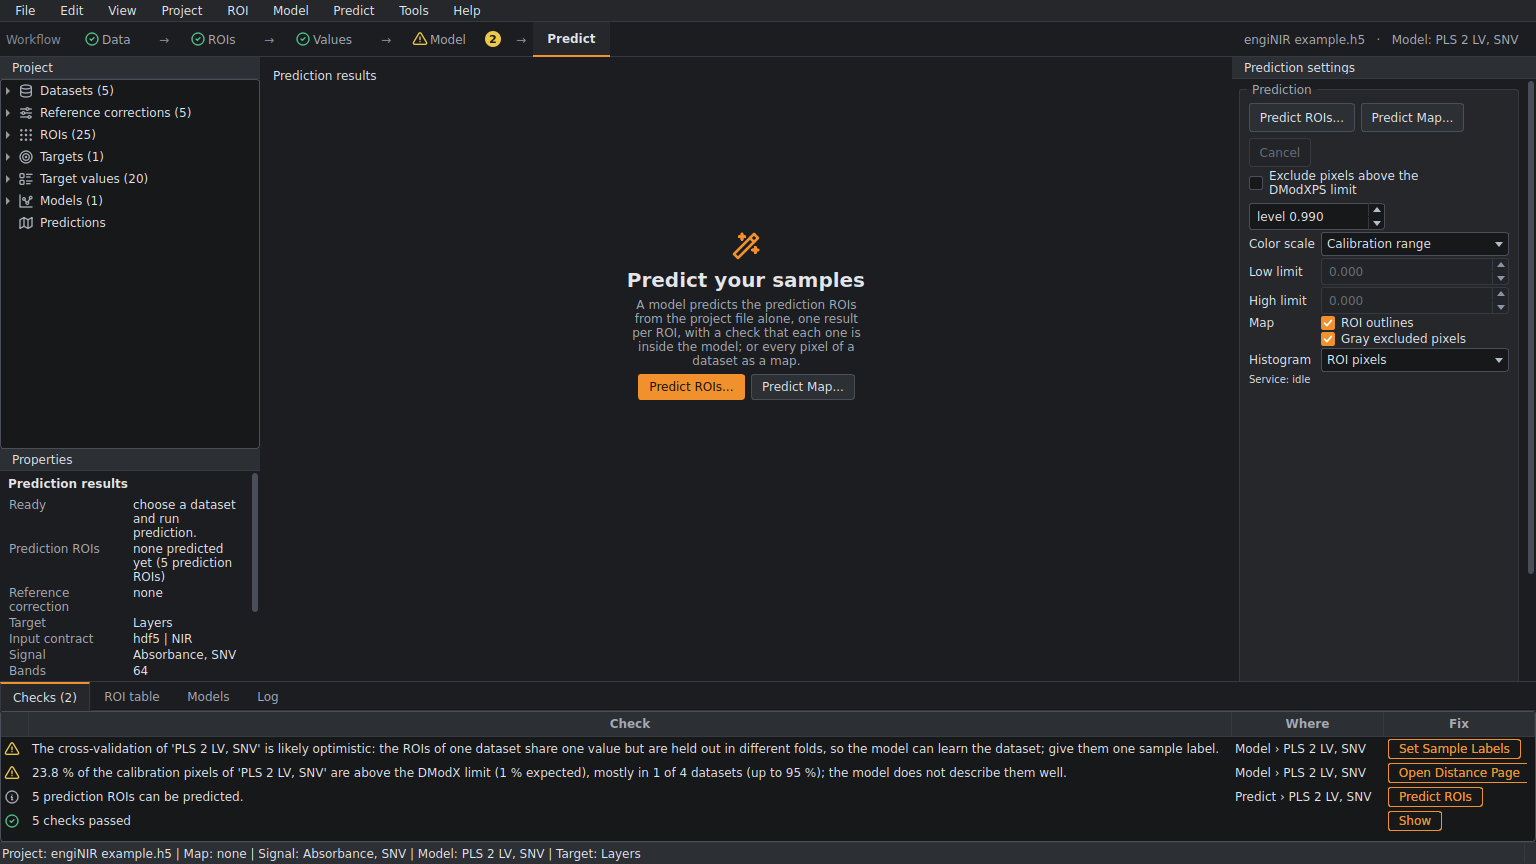 File Edit View Project ROI Model Predict Tools Help
Workflow Data → ROIs → Values → Model 2 → Predict engiNIR example.h5 · Model: PLS 2 LV, SNV
Project
Datasets (5)
Reference corrections (5)
ROIs (25)
Targets (1)
Target values (20)
Models (1)
Predictions
Properties
Prediction results
Ready choose a dataset
and run
prediction.
Prediction ROIs none predicted
yet (5 prediction
ROIs)
Reference none
correction
Target Layers
Input contract hdf5 | NIR
Signal Absorbance, SNV
Bands 64
Prediction results
Predict your samples
A model predicts the prediction ROIs
from the project file alone, one result
per ROI, with a check that each one is
inside the model; or every pixel of a
dataset as a map.
Predict ROIs... Predict Map...
Prediction settings
Prediction
Predict ROIs... Predict Map...
Cancel
Exclude pixels above the
DModXPS limit
level 0.990
Color scale Calibration range
Low limit 0.000
High limit 0.000
Map ROI outlines
Gray excluded pixels
Histogram ROI pixels
Service: idle
Checks (2) ROI table Models Log
Check Where Fix
The cross-validation of 'PLS 2 LV, SNV' is likely optimistic: the ROIs of one dataset share one value but are held out in different folds, so the model can learn the dataset; give them one sample label. Model › PLS 2 LV, SNV Set Sample Labels
23.8 % of the calibration pixels of 'PLS 2 LV, SNV' are above the DModX limit (1 % expected), mostly in 1 of 4 datasets (up to 95 %); the model does not describe them well. Model › PLS 2 LV, SNV Open Distance Page
5 prediction ROIs can be predicted. Predict › PLS 2 LV, SNV Predict ROIs
5 checks passed Show
Project: engiNIR example.h5 | Map: none | Signal: Absorbance, SNV | Model: PLS 2 LV, SNV | Target: Layers